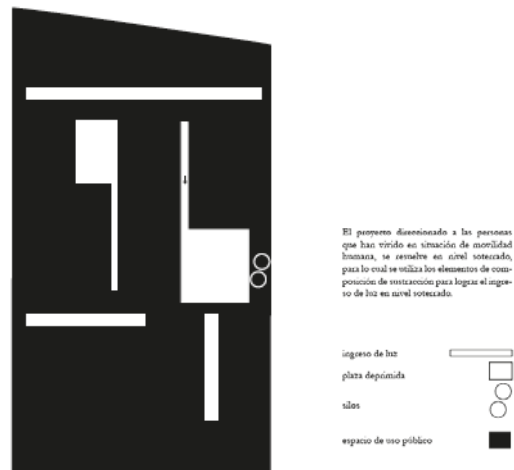 El proyecto direccionado a las personas
que han vivido en situación de movilidad
humana, se resuelve en nivel soterrado,
para lo cual se utiliza los elementos de com-
posición de sustracción para lograr el ingre-
so de luz en nivel soterrado.
ingreso de luz
plaza deprimida
silos
espacio de uso público